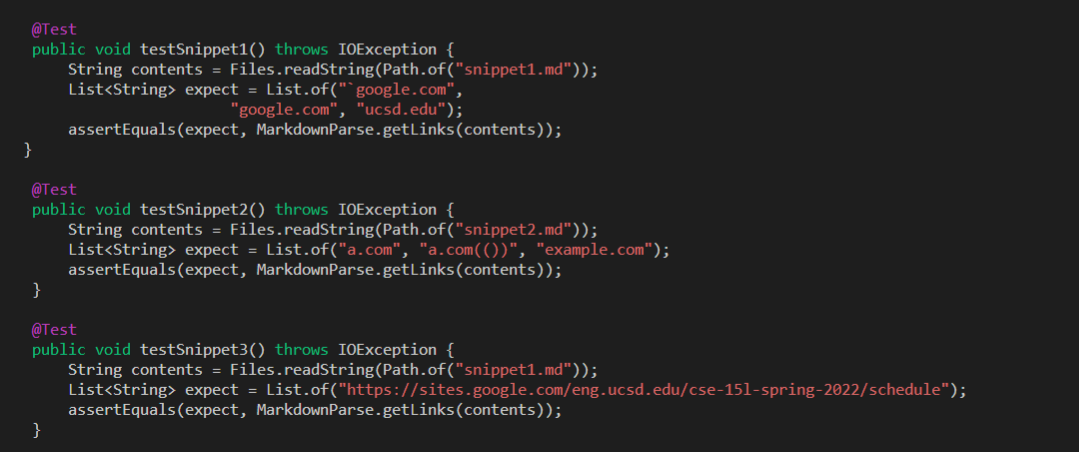 @Test
public void testSnippet1() throws IOException {
    String contents = Files.readString(Path.of("snippet1.md"));
    List<String> expect = List.of("`google.com",
                      "google.com", "ucsd.edu");
    assertEquals(expect, MarkdownParse.getLinks(contents));
}
@Test
public void testSnippet2() throws IOException {
    String contents = Files.readString(Path.of("snippet2.md"));
    List<String> expect = List.of("a.com", "a.com(())", "example.com");
    assertEquals(expect, MarkdownParse.getLinks(contents));
}
@Test
public void testSnippet3() throws IOException {
    String contents = Files.readString(Path.of("snippet1.md"));
    List<String> expect = List.of("https://sites.google.com/eng.ucsd.edu/cse-15l-spring-2022/schedule");
    assertEquals(expect, MarkdownParse.getLinks(contents));
}